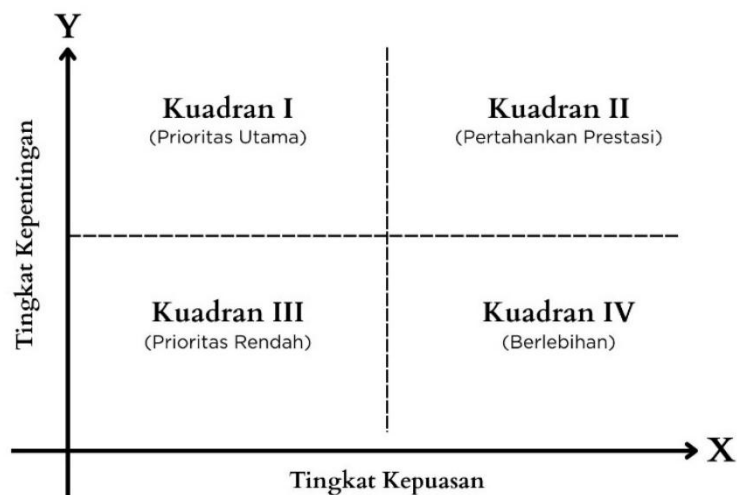 Y
Kuadran I
(Prioritas Utama)
Kuadran II
(Pertahankan Prestasi)
Tingkat Kepentingan
Kuadran III
(Prioritas Rendah)
Kuadran IV
(Berlebihan)
X
Tingkat Kepuasan